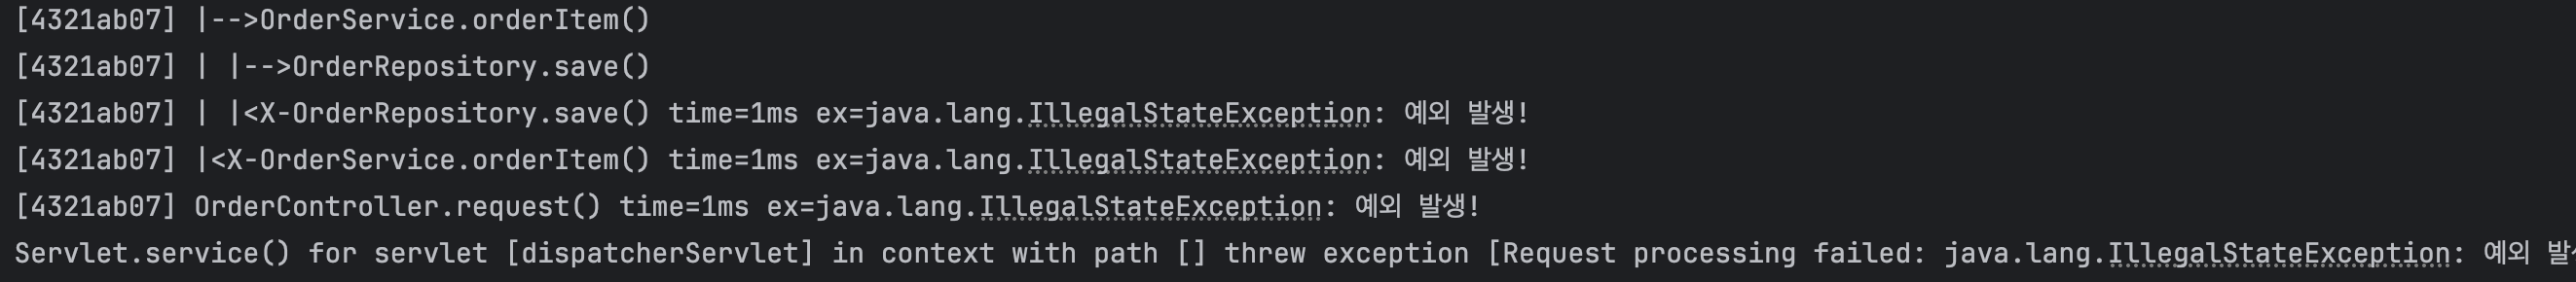 [4321ab07] |-->OrderService.orderItem()
[4321ab07] | |-->OrderRepository.save()
[4321ab07] | |<X-OrderRepository.save() time=1ms ex=java.lang.IllegalStateException: 예외 발생!
[4321ab07] |<X-OrderService.orderItem() time=1ms ex=java.lang.IllegalStateException: 예외 발생!
[4321ab07] OrderController.request() time=1ms ex=java.lang.IllegalStateException: 예외 발생!
Servlet.service() for servlet [dispatcherServlet] in context with path [] threw exception [Request processing failed: java.lang.IllegalStateException: 예외